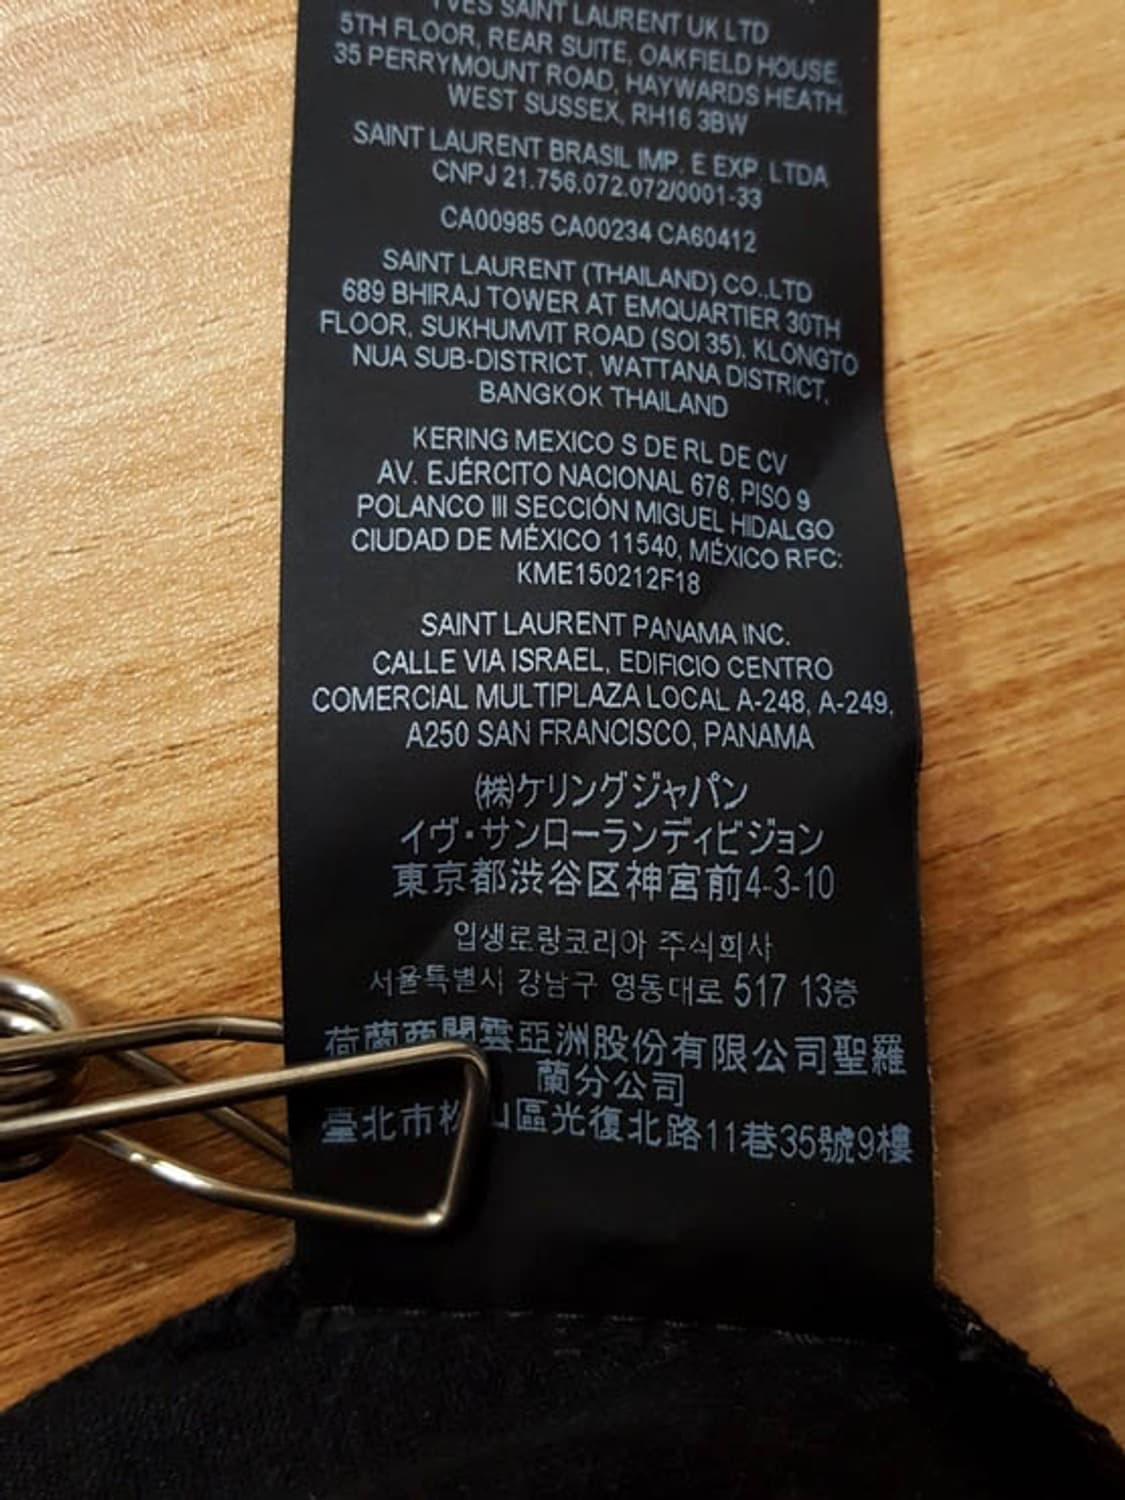 YVES SAINT LAURENT UK LTD
5TH FLOOR, REAR SUITE, OAKFIELD HOUSE,
35 PERRYMOUNT ROAD, HAYWARDS HEATH,
WEST SUSSEX, RH16 3BW
SAINT LAURENT BRASIL IMP. E EXP. LTDA
CNPJ 21.756.072.072/0001-33
CA00985 CA00234 CA60412
SAINT LAURENT (THAILAND) CO.,LTD
689 BHIRAJ TOWER AT EMQUARTIER 30TH
FLOOR, SUKHUMVIT ROAD (SOI 35), KLONGTO
NUA SUB-DISTRICT, WATTANA DISTRICT,
BANGKOK THAILAND
KERING MEXICO S DE RL DE CV
AV. EJÉRCITO NACIONAL 676, PISO 9
POLANCO III SECCIÓN MIGUEL HIDALGO
CIUDAD DE MÉXICO 11540, MÉXICO RFC:
KME150212F18
SAINT LAURENT PANAMA INC.
CALLE VIA ISRAEL, EDIFICIO CENTRO
COMERCIAL MULTIPLAZA LOCAL A-248, A-249,
A250 SAN FRANCISCO, PANAMA
(株)ケリングジャパン
イヴ・サンローランディビジョン
東京都渋谷区神宮前4-3-10
입생로랑코리아 주식회사
서울특별시 강남구 영동대로 517 13층
荷蘭商開雲亞洲股份有限公司聖羅
蘭分公司
臺北市松山區光復北路11巷35號9樓